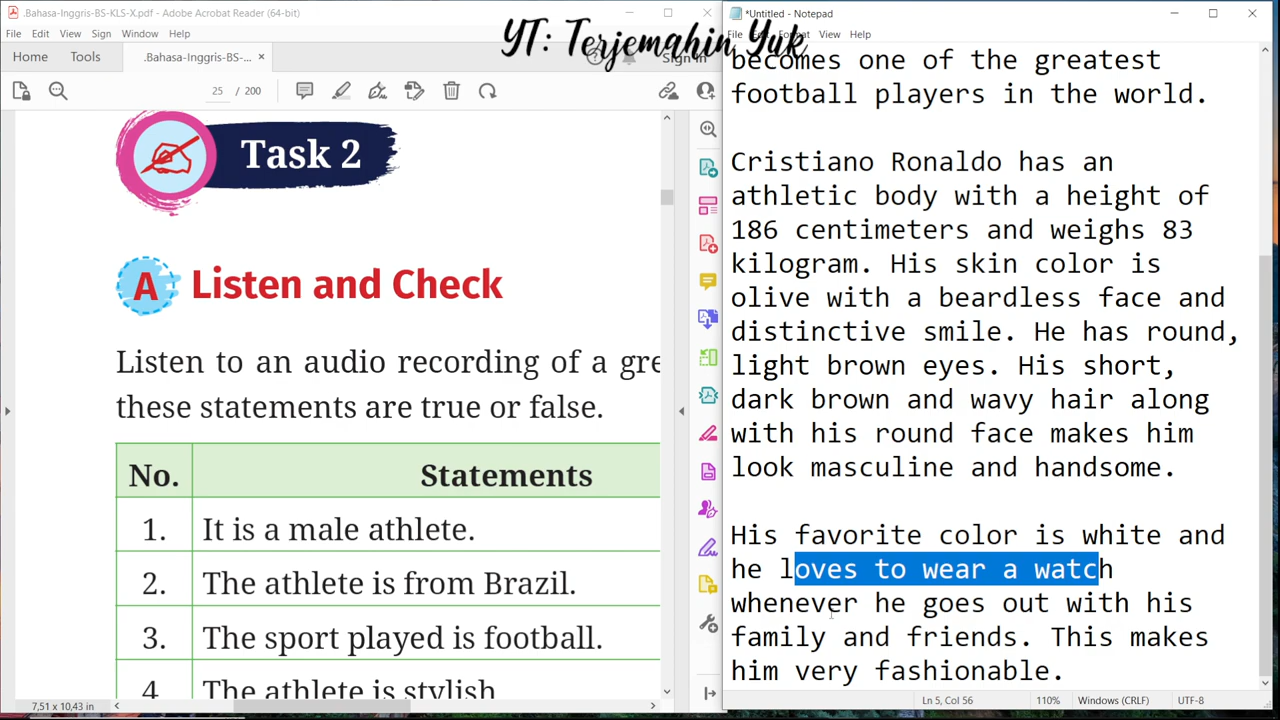 .Bahasa-Inggris-BS-KLS-X.pdf - Adobe Acrobat Reader (64-bit)
File Edit View Sign Window Help
Home Tools .Bahasa-Inggris-BS-... × Sign In
25 / 200
YT: Terjemahin Yuk
Task 2
A Listen and Check
Listen to an audio recording of a gre
these statements are true or false.
No. Statements
1. It is a male athlete.
2. The athlete is from Brazil.
3. The sport played is football.
4. The athlete is stylish
7,51 x 10,43 in
*Untitled - Notepad
File Edit Format View Help
becomes one of the greatest
football players in the world.
Cristiano Ronaldo has an
athletic body with a height of
186 centimeters and weighs 83
kilogram. His skin color is
olive with a beardless face and
distinctive smile. He has round,
light brown eyes. His short,
dark brown and wavy hair along
with his round face makes him
look masculine and handsome.
His favorite color is white and
he loves to wear a watch
whenever he goes out with his
family and friends. This makes
him very fashionable.
Ln 5, Col 56 110% Windows (CRLF) UTF-8